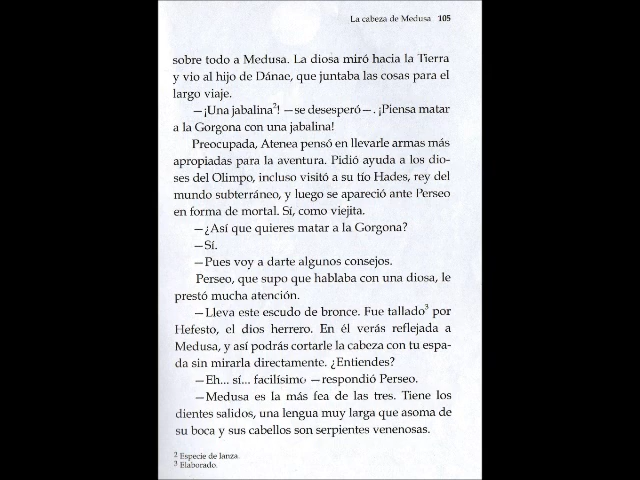 La cabeza de Medusa 105
sobre todo a Medusa. La diosa miró hacia la Tierra
y vio al hijo de Dánac, que juntaba las cosas para el
largo viaje.
—¡Una jabalina²! —se desesperó—. ¡Piensa matar
a la Gorgona con una jabalina!
Preocupada, Atenea pensó en llevarle armas más
apropiadas para la aventura. Pidió ayuda a los dio-
ses del Olimpo, incluso visitó a su tío Hades, rey del
mundo subterráneo, y luego se apareció ante Perseo
en forma de mortal. Sí, como viejita.
—¿Así que quieres matar a la Gorgona?
—Sí.
—Pues voy a darte algunos consejos.
Perseo, que supo que hablaba con una diosa, le
prestó mucha atención.
—Lleva este escudo de bronce. Fue tallado³ por
Hefesto, el dios herrero. En él verás reflejada a
Medusa, y así podrás cortarle la cabeza con tu espa-
da sin mirarla directamente. ¿Entiendes?
—Eh... sí... facilísimo —respondió Perseo.
—Medusa es la más fea de las tres. Tiene los
dientes salidos, una lengua muy larga que asoma de
su boca y sus cabellos son serpientes venenosas.
² Especie de lanza.
³ Elaborado.